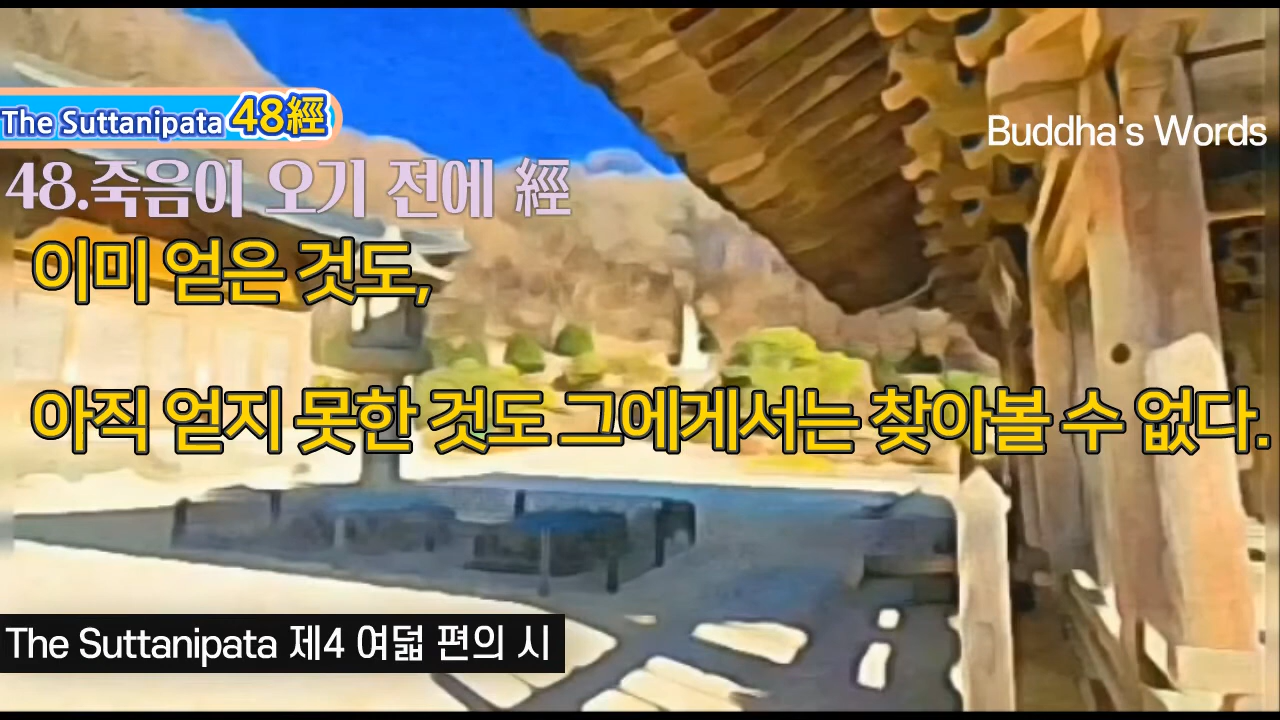 The Suttanipata 48經
Buddha's Words
48.죽음이 오기 전에 經
이미 얻은 것도,
아직 얻지 못한 것도 그에게서는 찾아볼 수 없다.
The Suttanipata 제4 여덟 편의 시